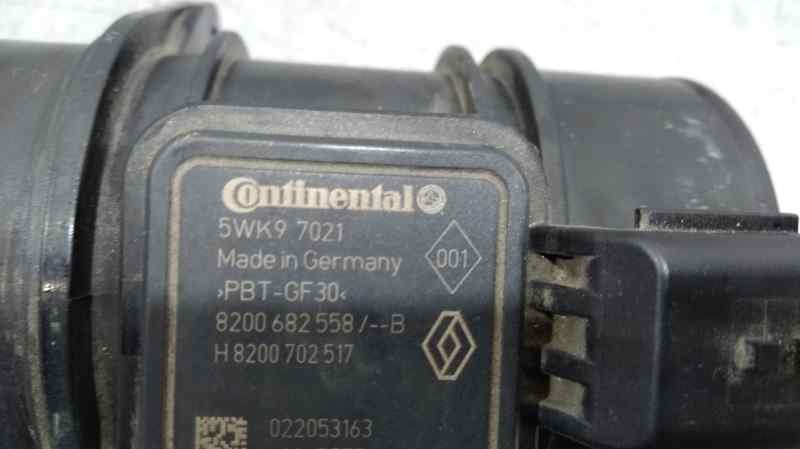 Continental
5WK9 7021
Made in Germany
001
›PBT-GF30‹
8200 682 558 /--B
H 8200 702 517
022053163